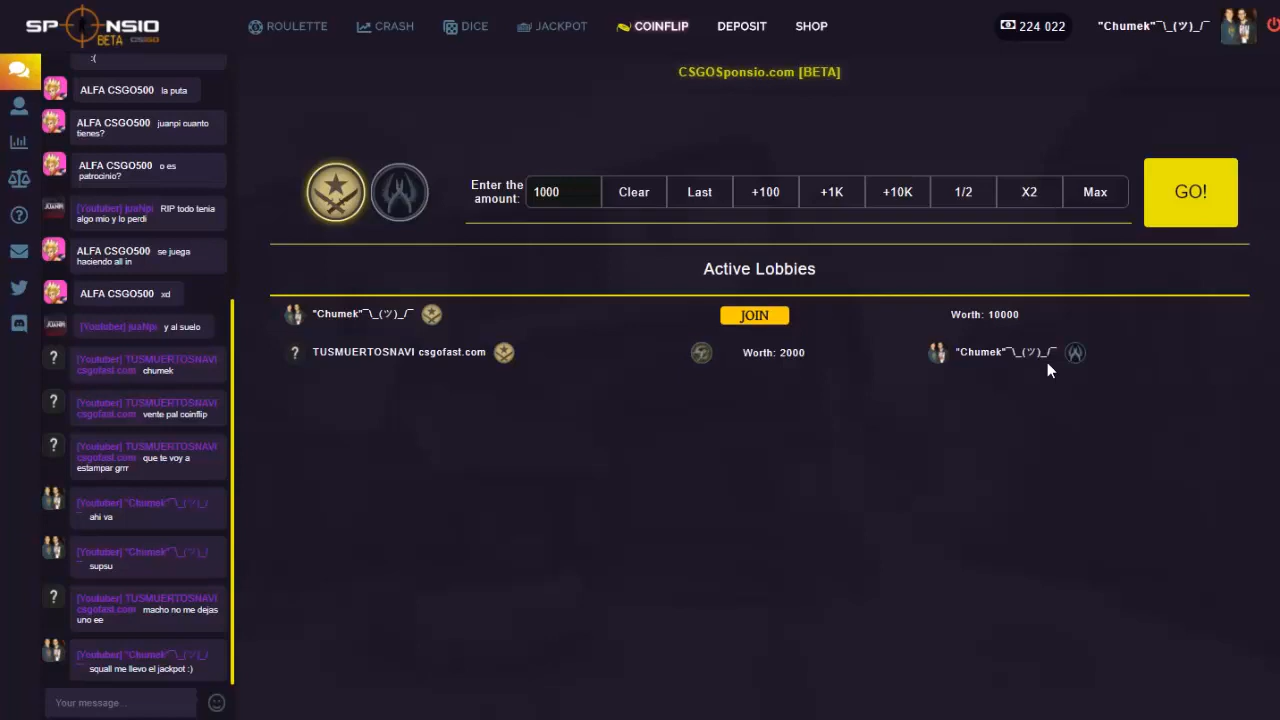 SPONSIO
BETA CSGO
ROULETTE
CRASH
DICE
JACKPOT
COINFLIP
DEPOSIT
SHOP
224 022
"Chumek"¯\_(ツ)_/¯
CSGOSponsio.com [BETA]
:(
ALFA CSGO500 la puta
ALFA CSGO500 juanpi cuanto
tienes?
ALFA CSGO500 o es
patrocinio?
[Youtuber] juaNpi RIP todo tenia
algo mio y lo perdi
ALFA CSGO500 se juega
haciendo all in
ALFA CSGO500 xd
[Youtuber] juaNpi y al suelo
[Youtuber] TUSMUERTOSNAVI
csgofast.com chumek
[Youtuber] TUSMUERTOSNAVI
csgofast.com vente pal coinflip
[Youtuber] TUSMUERTOSNAVI
csgofast.com que te voy a
estampar grrr
[Youtuber] "Chumek"¯\_(ツ)_/
¯ ahi va
[Youtuber] "Chumek"¯\_(ツ)_/
¯ supsu
[Youtuber] TUSMUERTOSNAVI
csgofast.com macho no me dejas
uno ee
[Youtuber] "Chumek"¯\_(ツ)_/
¯ squall me llevo el jackpot :)
Your message..
Enter the
amount:
1000
Clear
Last
+100
+1K
+10K
1/2
X2
Max
GO!
Active Lobbies
"Chumek"¯\_(ツ)_/¯ JOIN Worth: 10000
TUSMUERTOSNAVI csgofast.com Worth: 2000 "Chumek"¯\_(ツ)_/¯